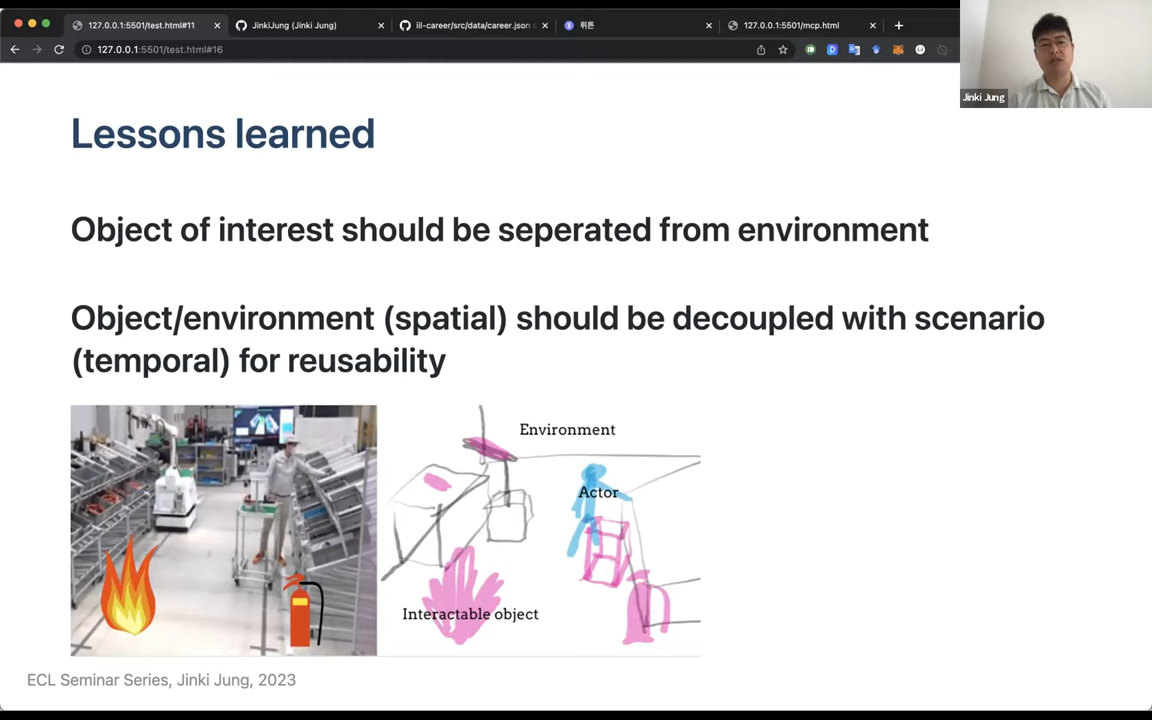 127.0.0.1:5501/test.html#11
JinkiJung (Jinki Jung)
iil-career/src/data/career.json
뤼튼
127.0.0.1:5501/mcp.html
127.0.0.1:5501/test.html#16
Jinki Jung
Lessons learned
Object of interest should be seperated from environment
Object/environment (spatial) should be decoupled with scenario
(temporal) for reusability
Environment
Actor
Interactable object
ECL Seminar Series, Jinki Jung, 2023